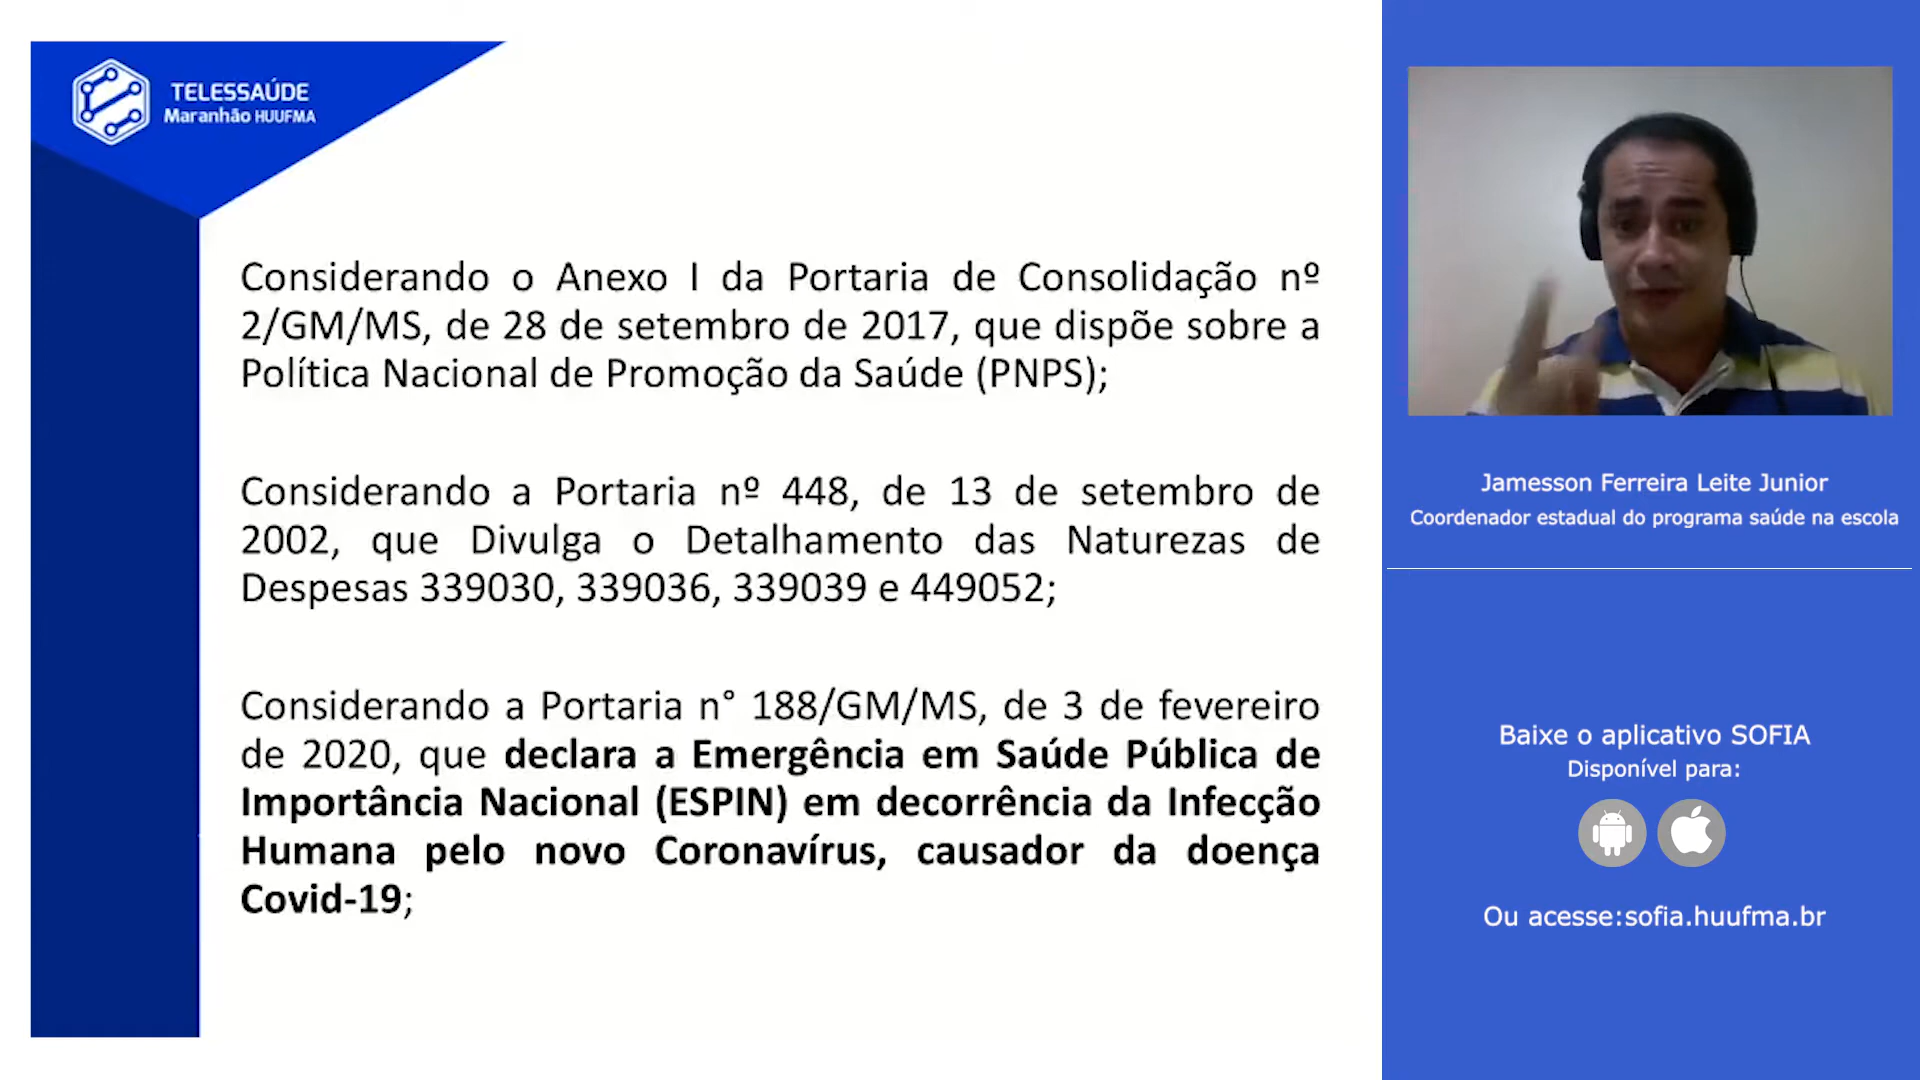 TELESSAÚDE
Maranhão HUUFMA
Considerando o Anexo I da Portaria de Consolidação nº
2/GM/MS, de 28 de setembro de 2017, que dispõe sobre a
Política Nacional de Promoção da Saúde (PNPS);
Considerando a Portaria nº 448, de 13 de setembro de
2002, que Divulga o Detalhamento das Naturezas de
Despesas 339030, 339036, 339039 e 449052;
Considerando a Portaria n° 188/GM/MS, de 3 de fevereiro
de 2020, que declara a Emergência em Saúde Pública de
Importância Nacional (ESPIN) em decorrência da Infecção
Humana pelo novo Coronavírus, causador da doença
Covid-19;
Jamesson Ferreira Leite Junior
Coordenador estadual do programa saúde na escola
Baixe o aplicativo SOFIA
Disponível para:
Ou acesse:sofia.huufma.br